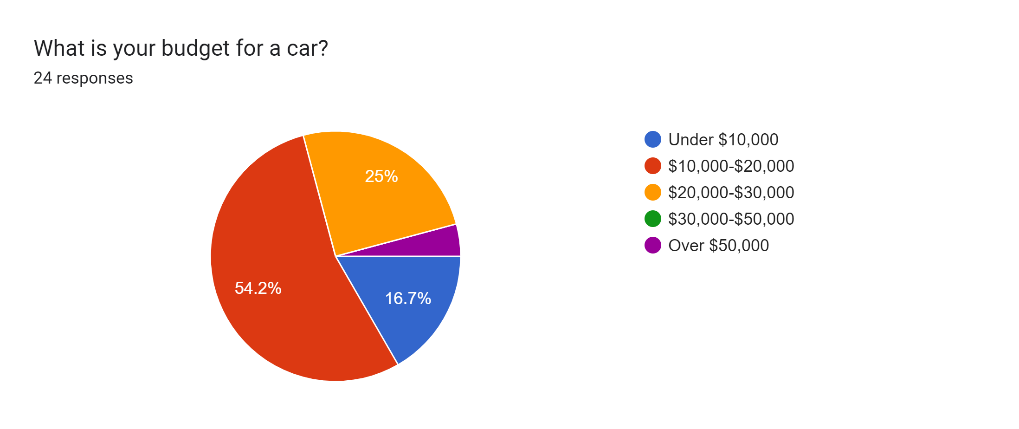 What is your budget for a car?
24 responses
25%
54.2%
16.7%
Under $10,000
$10,000-$20,000
$20,000-$30,000
$30,000-$50,000
Over $50,000